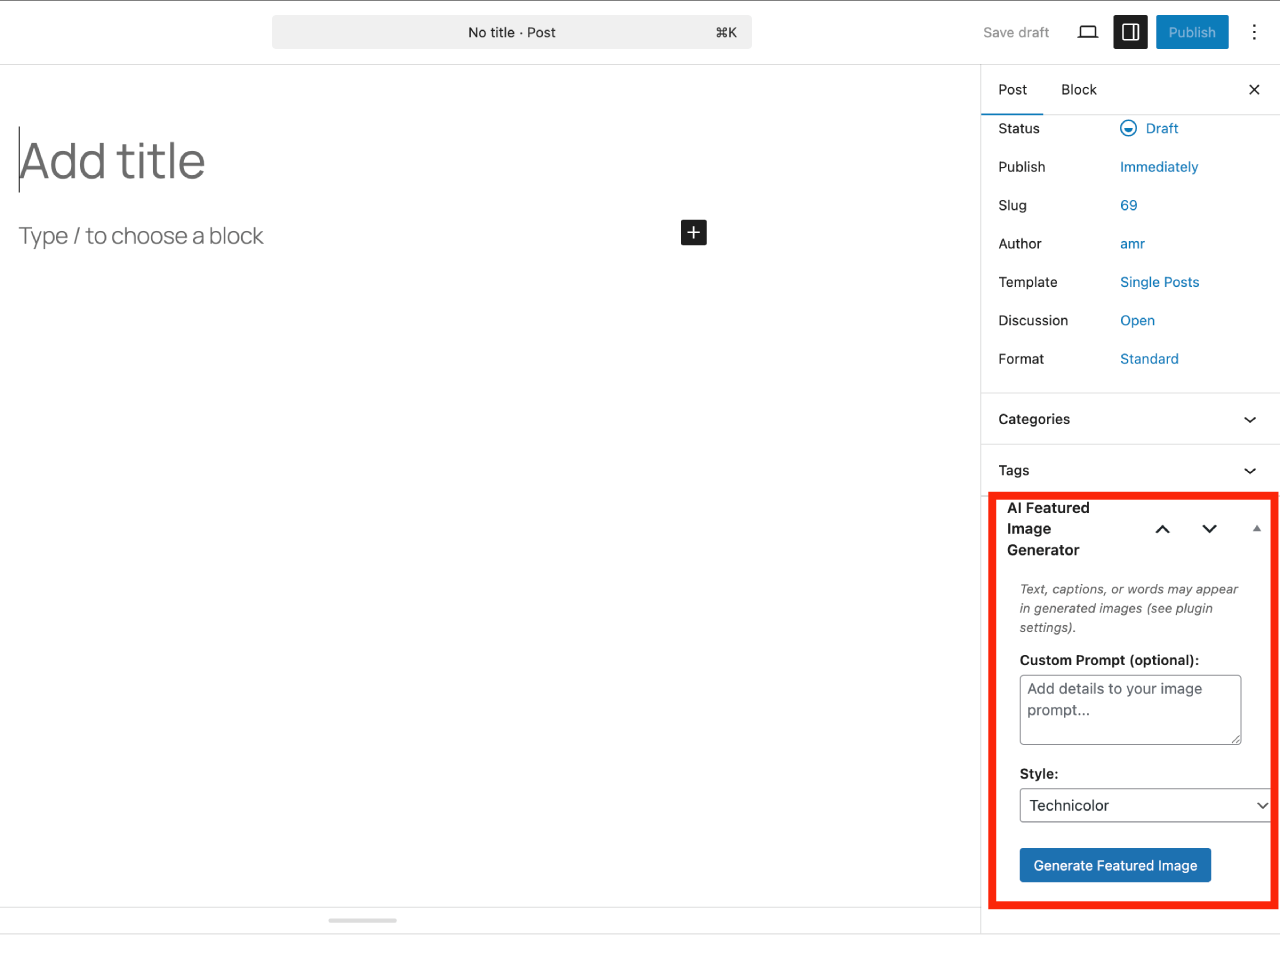 No title · Post ⌘K
Save draft
Publish
Post
Block
Add title
Type / to choose a block
Status Draft
Publish Immediately
Slug 69
Author amr
Template Single Posts
Discussion Open
Format Standard
Categories
Tags
AI Featured
Image
Generator
Text, captions, or words may appear
in generated images (see plugin
settings).
Custom Prompt (optional):
Add details to your image
prompt...
Style:
Technicolor
Generate Featured Image